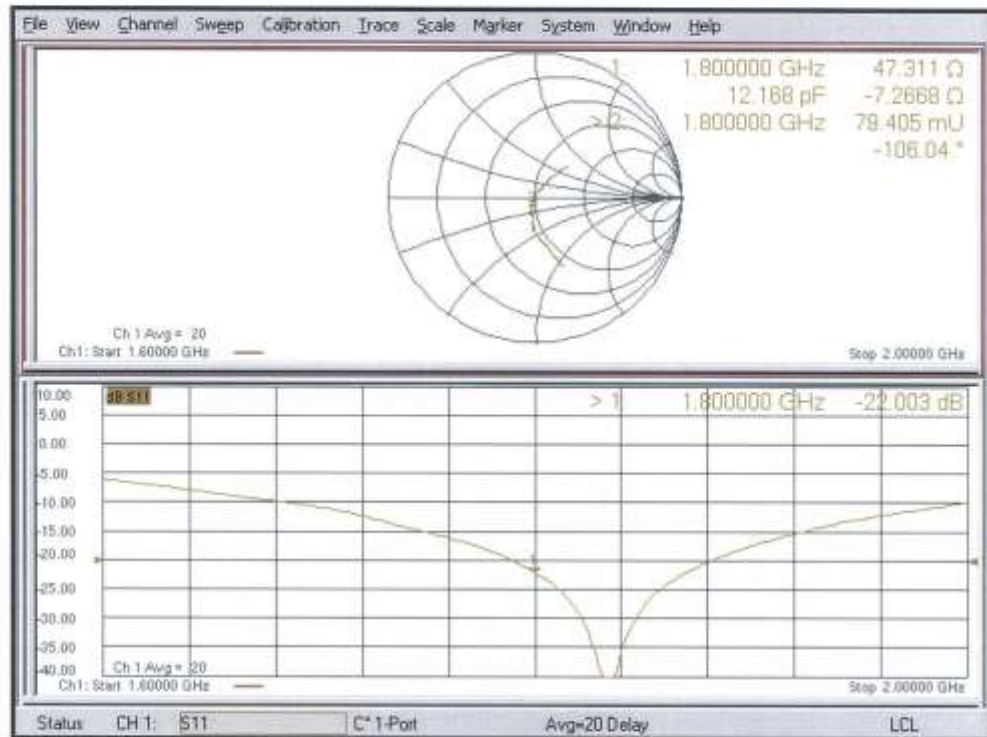 File View Channel Sweep Calibration Trace Scale Marker System Window Help
1 1.800000 GHz 47.311 Ω
12.168 pF -7.2668 Ω
> 2 1.800000 GHz 79.405 mU
-106.04 °
Ch 1 Avg = 20
Ch1: Start 1.60000 GHz
Stop 2.00000 GHz
10.00
dB S11
> 1 1.800000 GHz -22.003 dB
5.00
0.00
-5.00
-10.00
-15.00
-20.00
1
-25.00
-30.00
-35.00
-40.00
Ch 1 Avg = 20
Ch1: Start 1.60000 GHz
Stop 2.00000 GHz
Status CH 1: S11 C* 1-Port Avg=20 Delay LCL